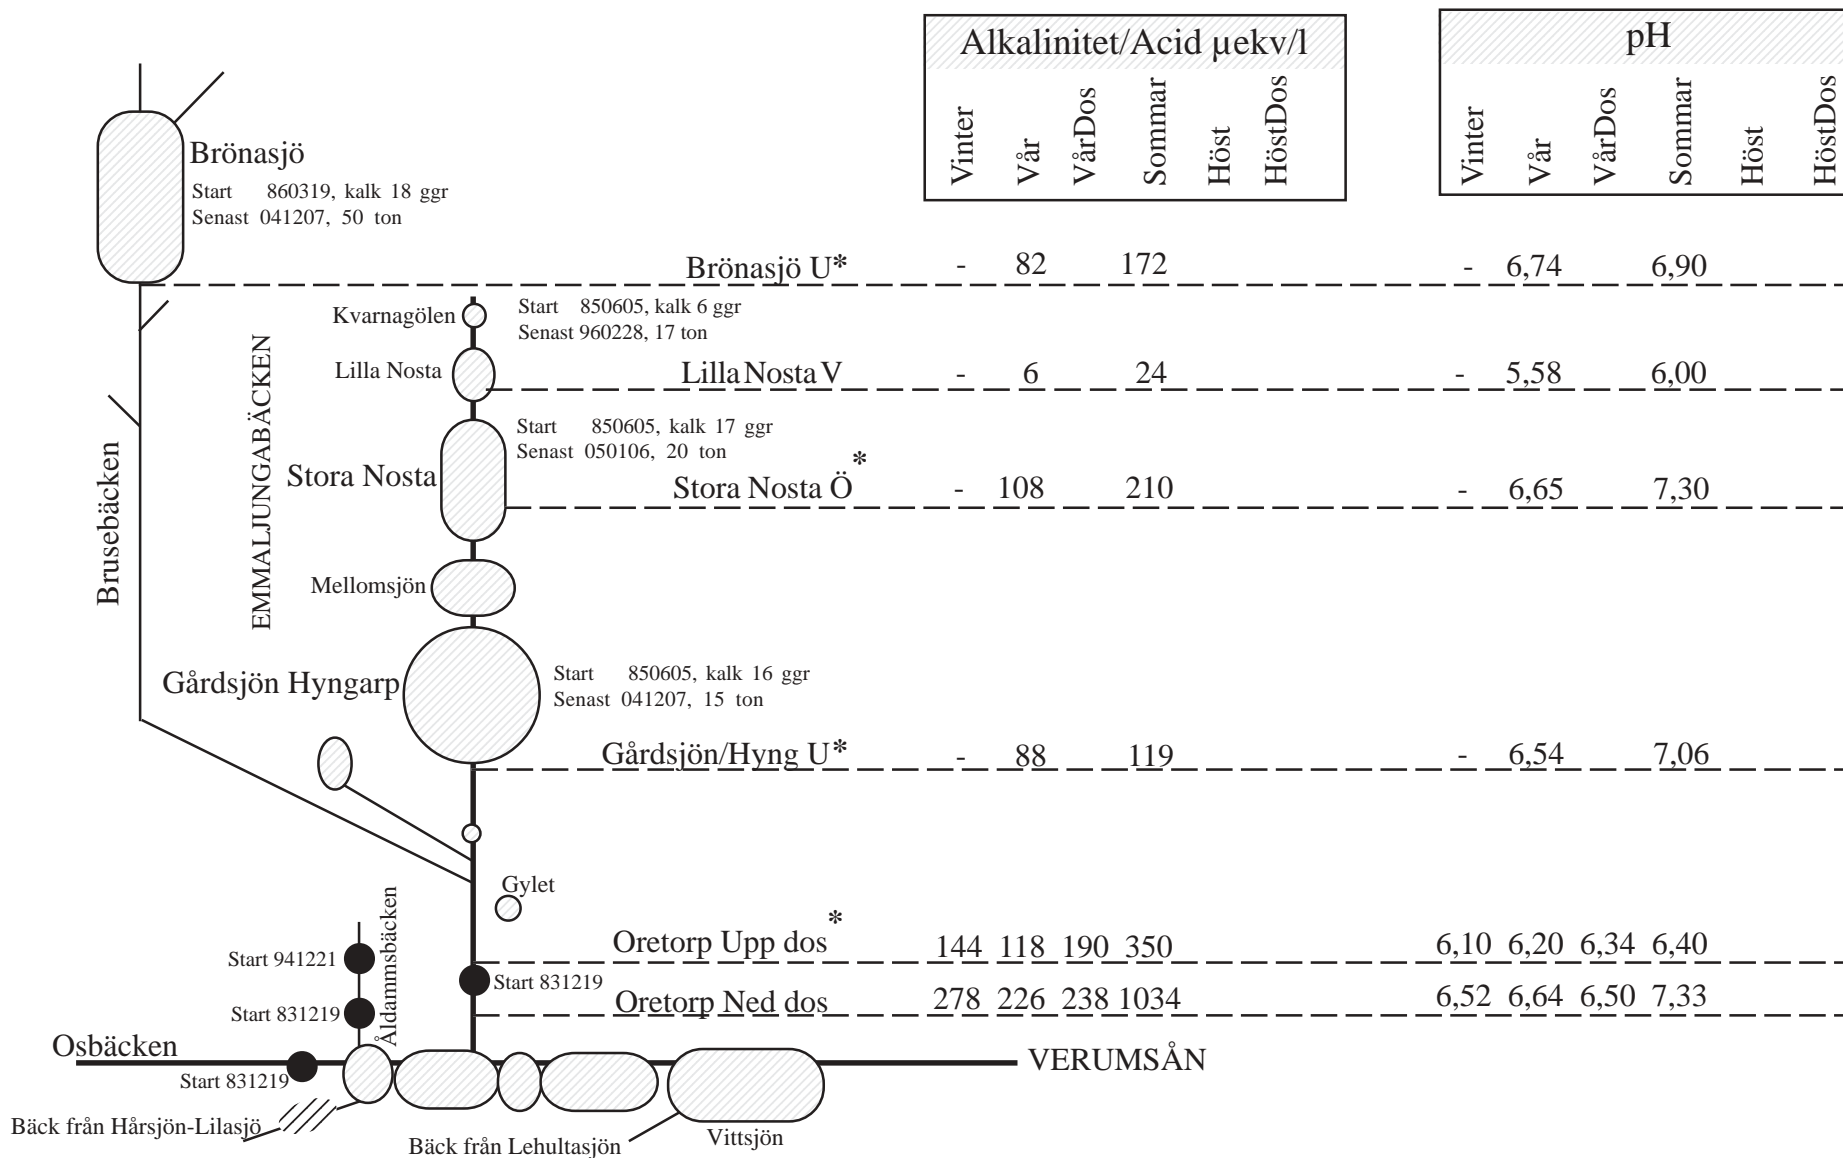 Alkalinitet/Acid µekv/l
pH
Vinter
Vår
VårDos
Sommar
Höst
HöstDos
Vinter
Vår
VårDos
Sommar
Höst
HöstDos
Brönasjö
Start 860319, kalk 18 ggr
Senast 041207, 50 ton
Brönasjö U* - 82 172 - 6,74 6,90
Kvarnagölen
Start 850605, kalk 6 ggr
Senast 960228, 17 ton
EMMALJUNGABÄCKEN
Lilla Nosta
Lilla Nosta V - 6 24 - 5,58 6,00
Brusebäcken
Start 850605, kalk 17 ggr
Senast 050106, 20 ton
Stora Nosta
Stora Nosta Ö* - 108 210 - 6,65 7,30
Mellomsjön
Gårdsjön Hyngarp
Start 850605, kalk 16 ggr
Senast 041207, 15 ton
Gårdsjön/Hyng U* - 88 119 - 6,54 7,06
Gylet
Åldammsbäcken
Oretorp Upp dos* 144 118 190 350 6,10 6,20 6,34 6,40
Start 941221
Start 831219
Oretorp Ned dos 278 226 238 1034 6,52 6,64 6,50 7,33
Start 831219
Osbäcken
VERUMSÅN
Start 831219
Bäck från Hårsjön-Lilasjö
Bäck från Lehultasjön
Vittsjön